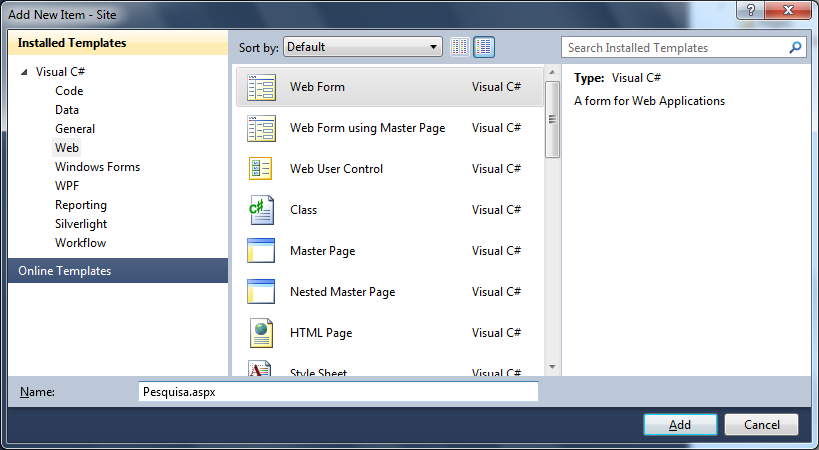 Add New Item - Site
Installed Templates
Visual C#
Code
Data
General
Web
Windows Forms
WPF
Reporting
Silverlight
Workflow
Online Templates
Sort by: Default
Web Form Visual C#
Web Form using Master Page Visual C#
Web User Control Visual C#
Class Visual C#
Master Page Visual C#
Nested Master Page Visual C#
HTML Page Visual C#
Style Sheet Visual C#
Search Installed Templates
Type: Visual C#
A form for Web Applications
Name: Pesquisa.aspx
Add
Cancel